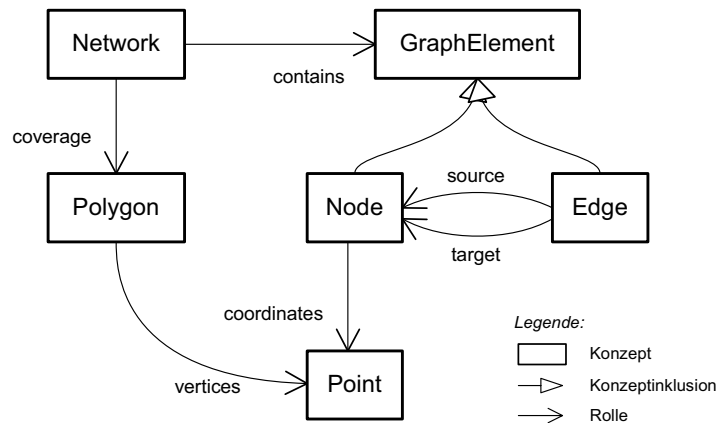 Network
GraphElement
contains
coverage
source
Polygon
Node
Edge
target
coordinates
Legende:
vertices
Point
Konzept
Konzeptinklusion
Rolle